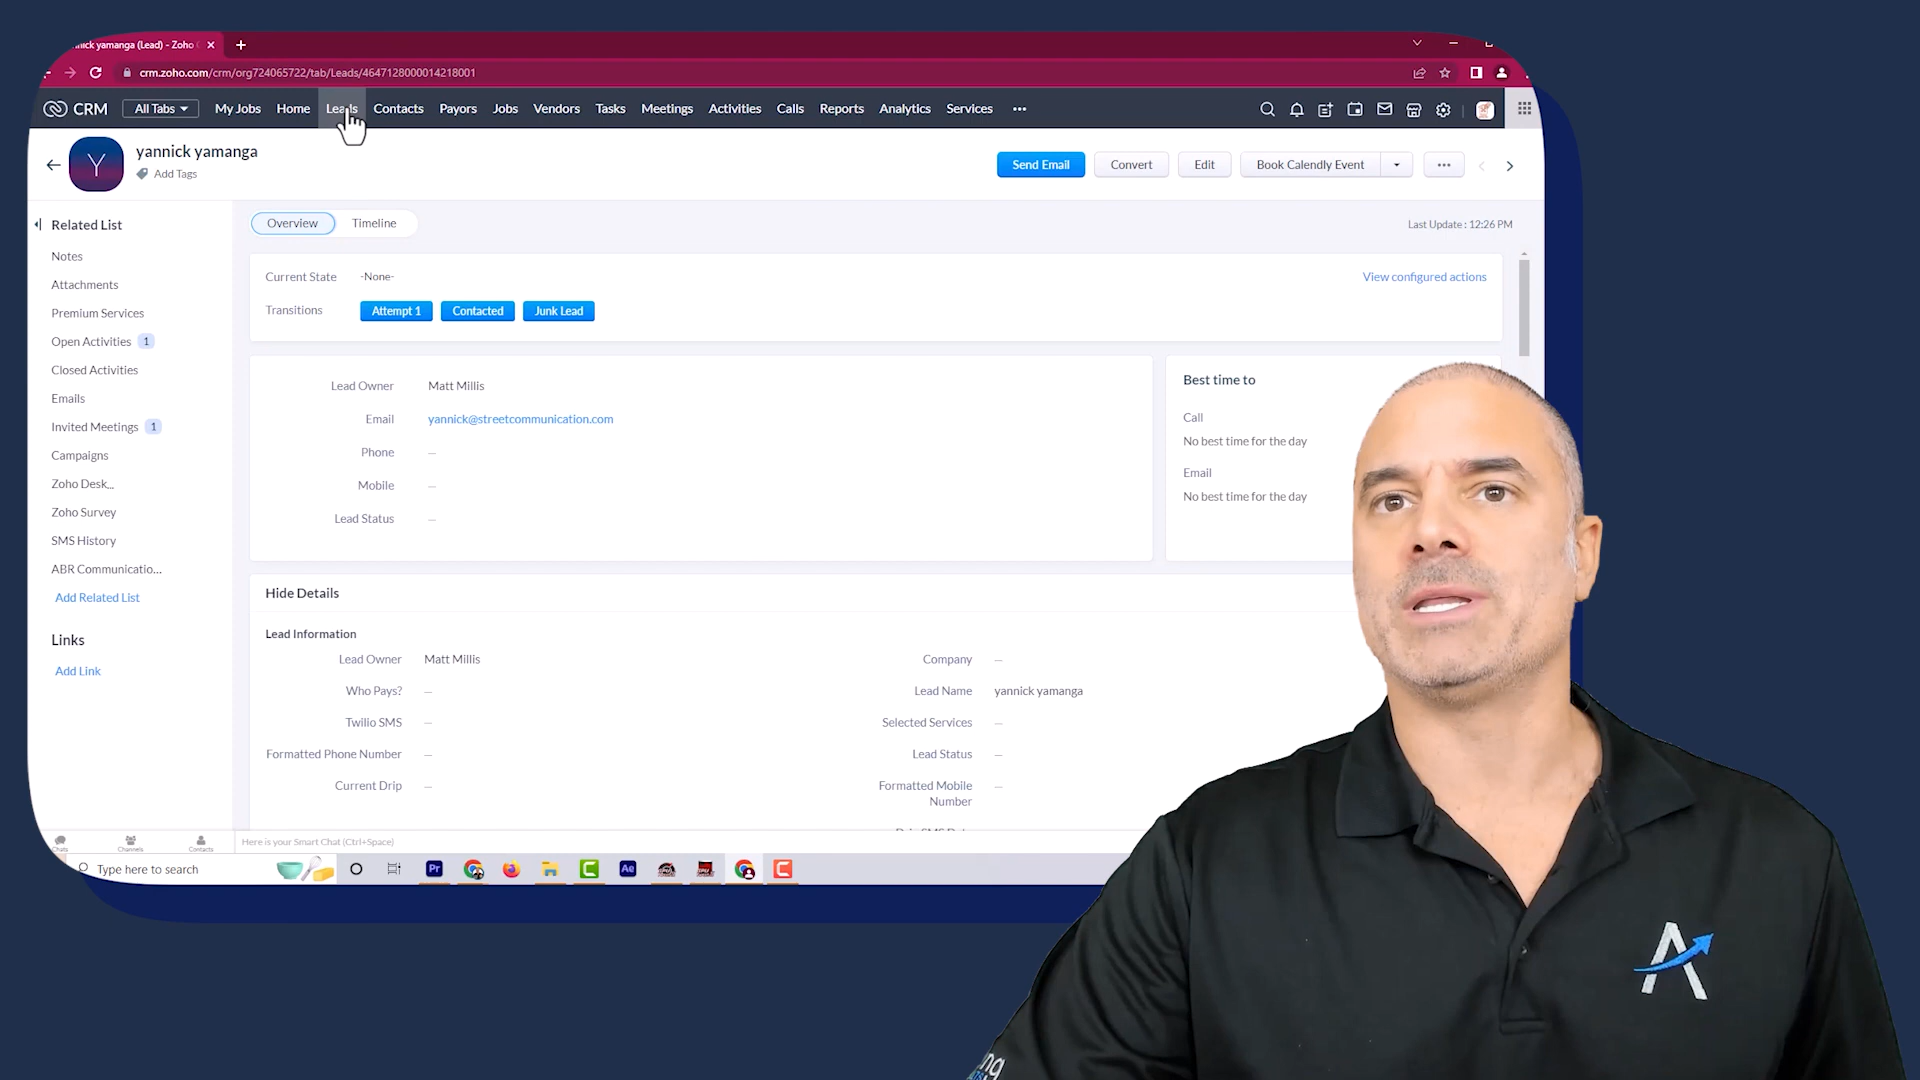 yannick yamanga (Lead) - Zoho
crm.zoho.com/crm/org724065722/tab/Leads/4647128000014218001
CRM All Tabs My Jobs Home Leads Contacts Payors Jobs Vendors Tasks Meetings Activities Calls Reports Analytics Services •••
Y
yannick yamanga
Add Tags
Send Email Convert Edit Book Calendly Event •••
Related List
Notes
Attachments
Premium Services
Open Activities 1
Closed Activities
Emails
Invited Meetings 1
Campaigns
Zoho Desk...
Zoho Survey
SMS History
ABR Communicatio...
Add Related List
Links
Add Link
Overview Timeline
Last Update : 12:26 PM
Current State -None-
View configured actions
Transitions Attempt 1 Contacted Junk Lead
Lead Owner Matt Millis
Email yannick@streetcommunication.com
Phone —
Mobile —
Lead Status —
Best time to
Call
No best time for the day
Email
No best time for the day
Hide Details
Lead Information
Lead Owner Matt Millis
Company —
Who Pays? —
Lead Name yannick yamanga
Twilio SMS —
Selected Services —
Formatted Phone Number —
Lead Status —
Current Drip —
Formatted Mobile
Number —
Chats Channels Contacts
Here is your Smart Chat (Ctrl+Space)
Type here to search
Pr
Ae
A